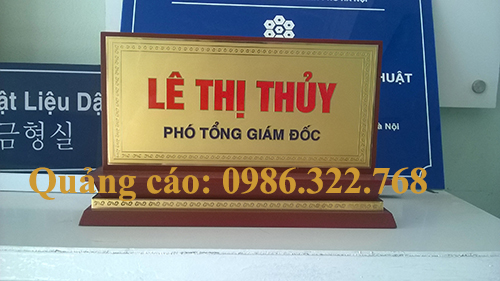 HUẬT
à Nội
ật Liệu Dậ
금형실
LÊ THỊ THỦY
PHÓ TỔNG GIÁM ĐỐC
Quảng cáo: 0986.322.768